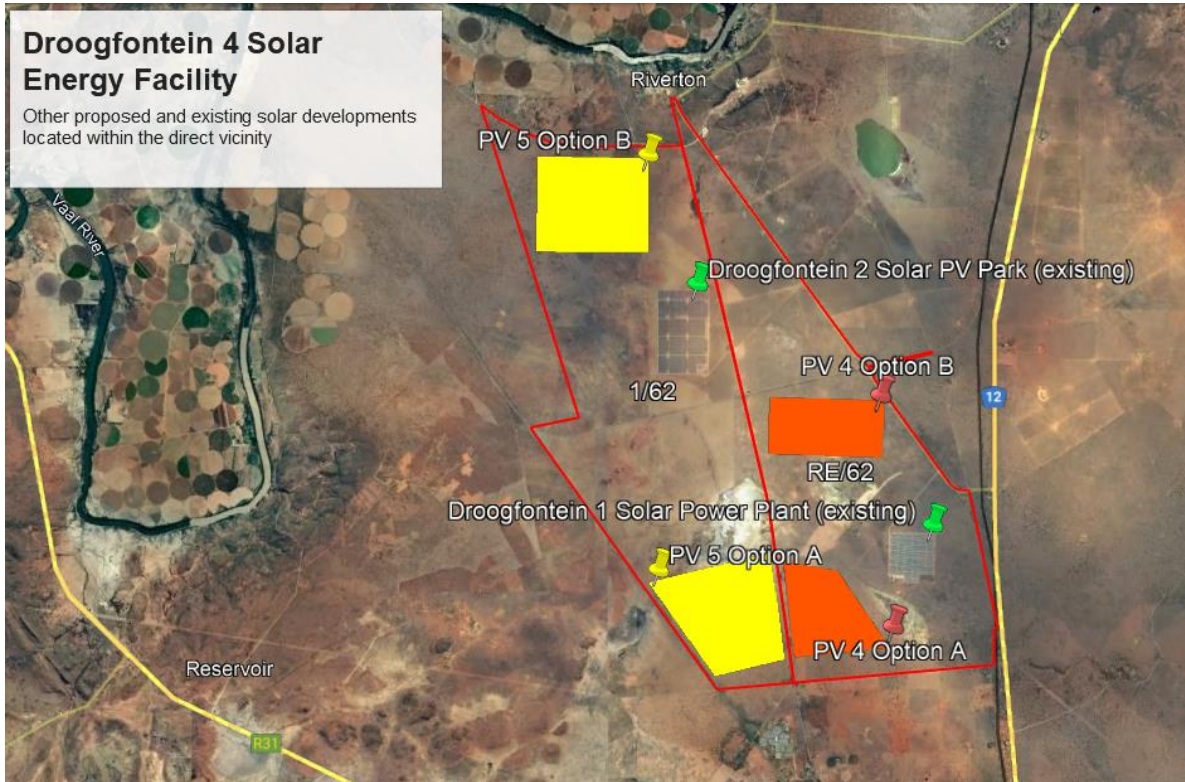 Droogfontein 4 Solar
Energy Facility
Other proposed and existing solar developments
located within the direct vicinity
Riverton
PV 5 Option B
Vaal River
Droogfontein 2 Solar PV Park (existing)
PV 4 Option B
1/62
12
RE/62
Droogfontein 1 Solar Power Plant (existing)
PV 5 Option A
PV 4 Option A
Reservoir
R31